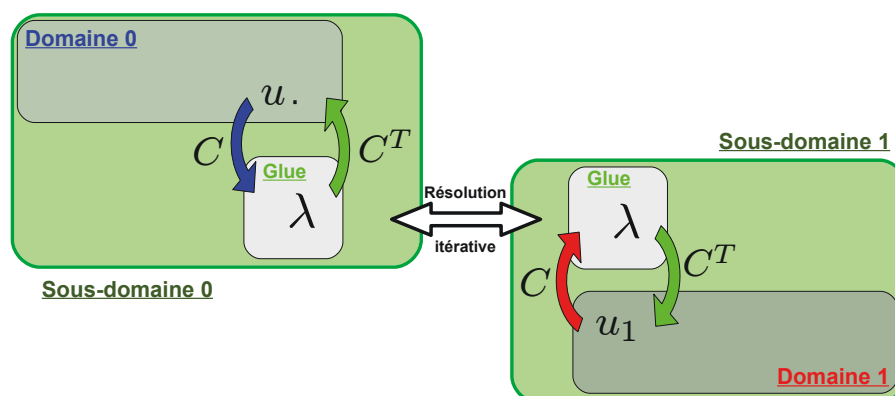 Domaine 0
u .
C
C^T
Glue
λ
Sous-domaine 0
Résolution
itérative
Sous-domaine 1
Glue
λ
C
C^T
u_1
Domaine 1